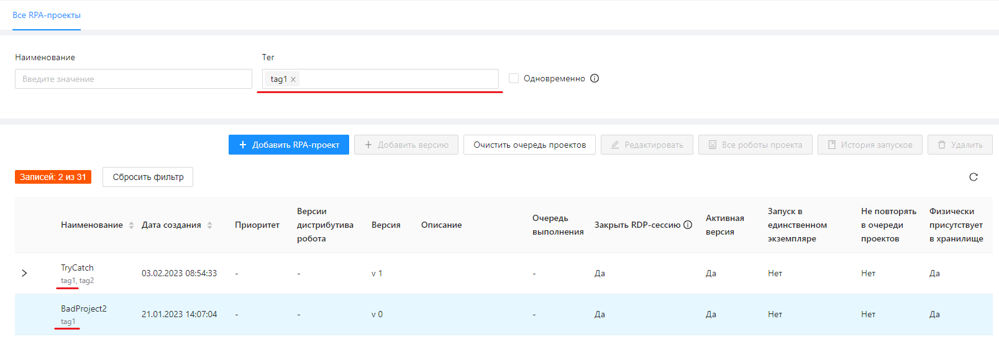 Все RPA-проекты
Наименование
Тег
Введите значение
tag1
Одновременно
Добавить RPA-проект
Добавить версию
Очистить очередь проектов
Редактировать
Все роботы проекта
История запусков
Удалить
Записей: 2 из 31
Сбросить фильтр
Наименование
Дата создания
Приоритет
Версии
дистрибутива
робота
Версия
Описание
Очередь
выполнения
Закрыть RDP-сессию
Активная
версия
Запуск в
единственном
экземпляре
Не повторять
в очереди
проектов
Физически
присутствует
в хранилище
TryCatch
tag1, tag2
03.02.2023 08:54:33
-
-
v 1
-
Да
Да
Нет
Нет
Да
BadProject2
tag1
21.01.2023 14:07:04
-
-
v 0
-
Да
Да
Нет
Нет
Да